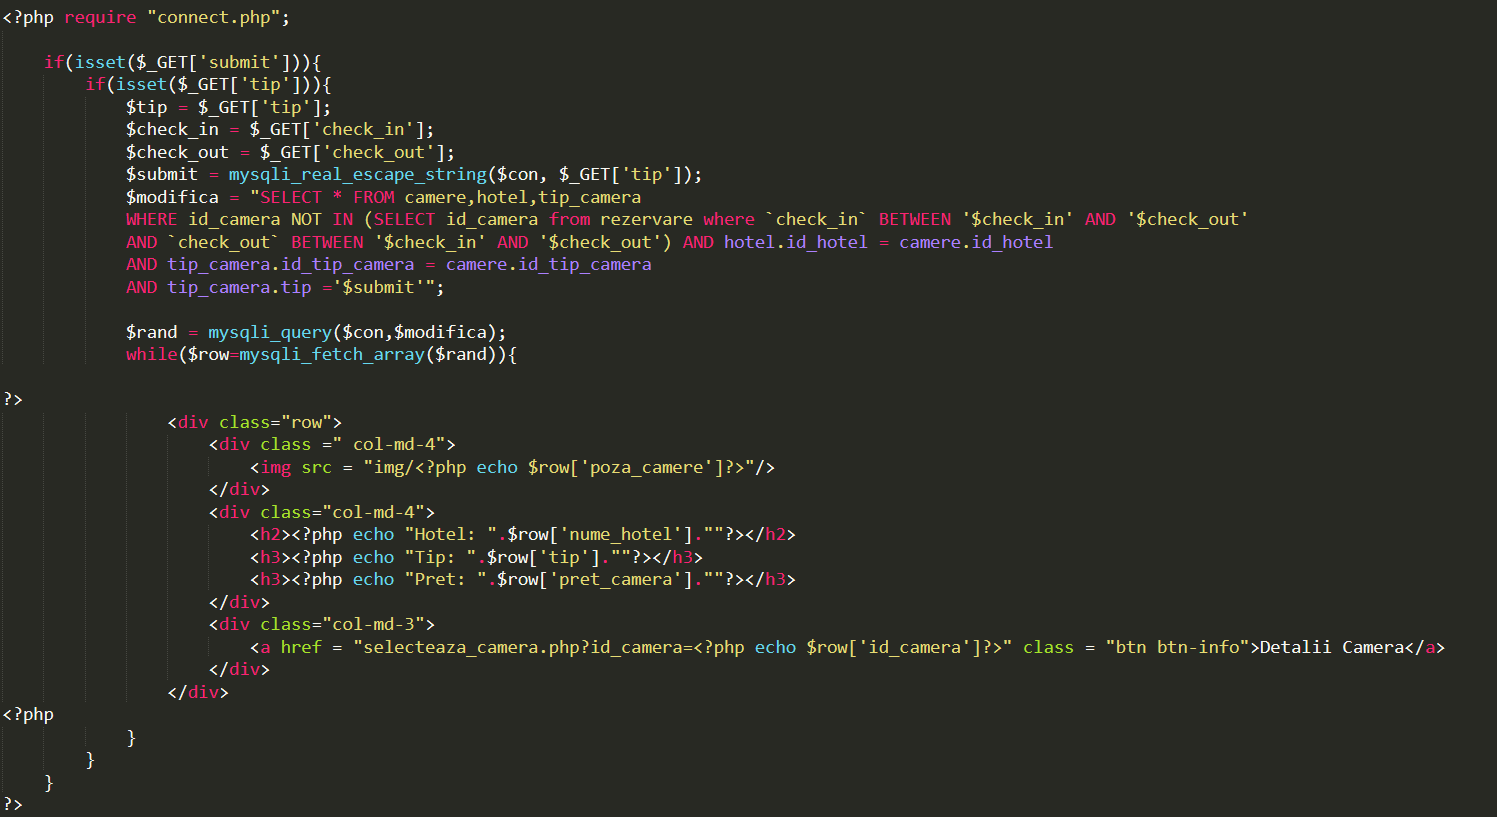 <?php require "connect.php";
if(isset($_GET['submit'])){
if(isset($_GET['tip'])){
$tip = $_GET['tip'];
$check_in = $_GET['check_in'];
$check_out = $_GET['check_out'];
$submit = mysqli_real_escape_string($con, $_GET['tip']);
$modifica = "SELECT * FROM camere,hotel,tip_camera
WHERE id_camera NOT IN (SELECT id_camera from rezervare where `check_in` BETWEEN '$check_in' AND '$check_out'
AND `check_out` BETWEEN '$check_in' AND '$check_out') AND hotel.id_hotel = camere.id_hotel
AND tip_camera.id_tip_camera = camere.id_tip_camera
AND tip_camera.tip ='$submit'";
$rand = mysqli_query($con,$modifica);
while($row=mysqli_fetch_array($rand)){
?>
<div class="row">
<div class =" col-md-4">
<img src = "img/<?php echo $row['poza_camere']?>"/>
</div>
<div class="col-md-4">
<h2><?php echo "Hotel: ".$row['nume_hotel'].""?></h2>
<h3><?php echo "Tip: ".$row['tip'].""?></h3>
<h3><?php echo "Pret: ".$row['pret_camera'].""?></h3>
</div>
<div class="col-md-3">
<a href = "selecteaza_camera.php?id_camera=<?php echo $row['id_camera']?>" class = "btn btn-info">Detalii Camera</a>
</div>
</div>
<?php
}
}
}
?>